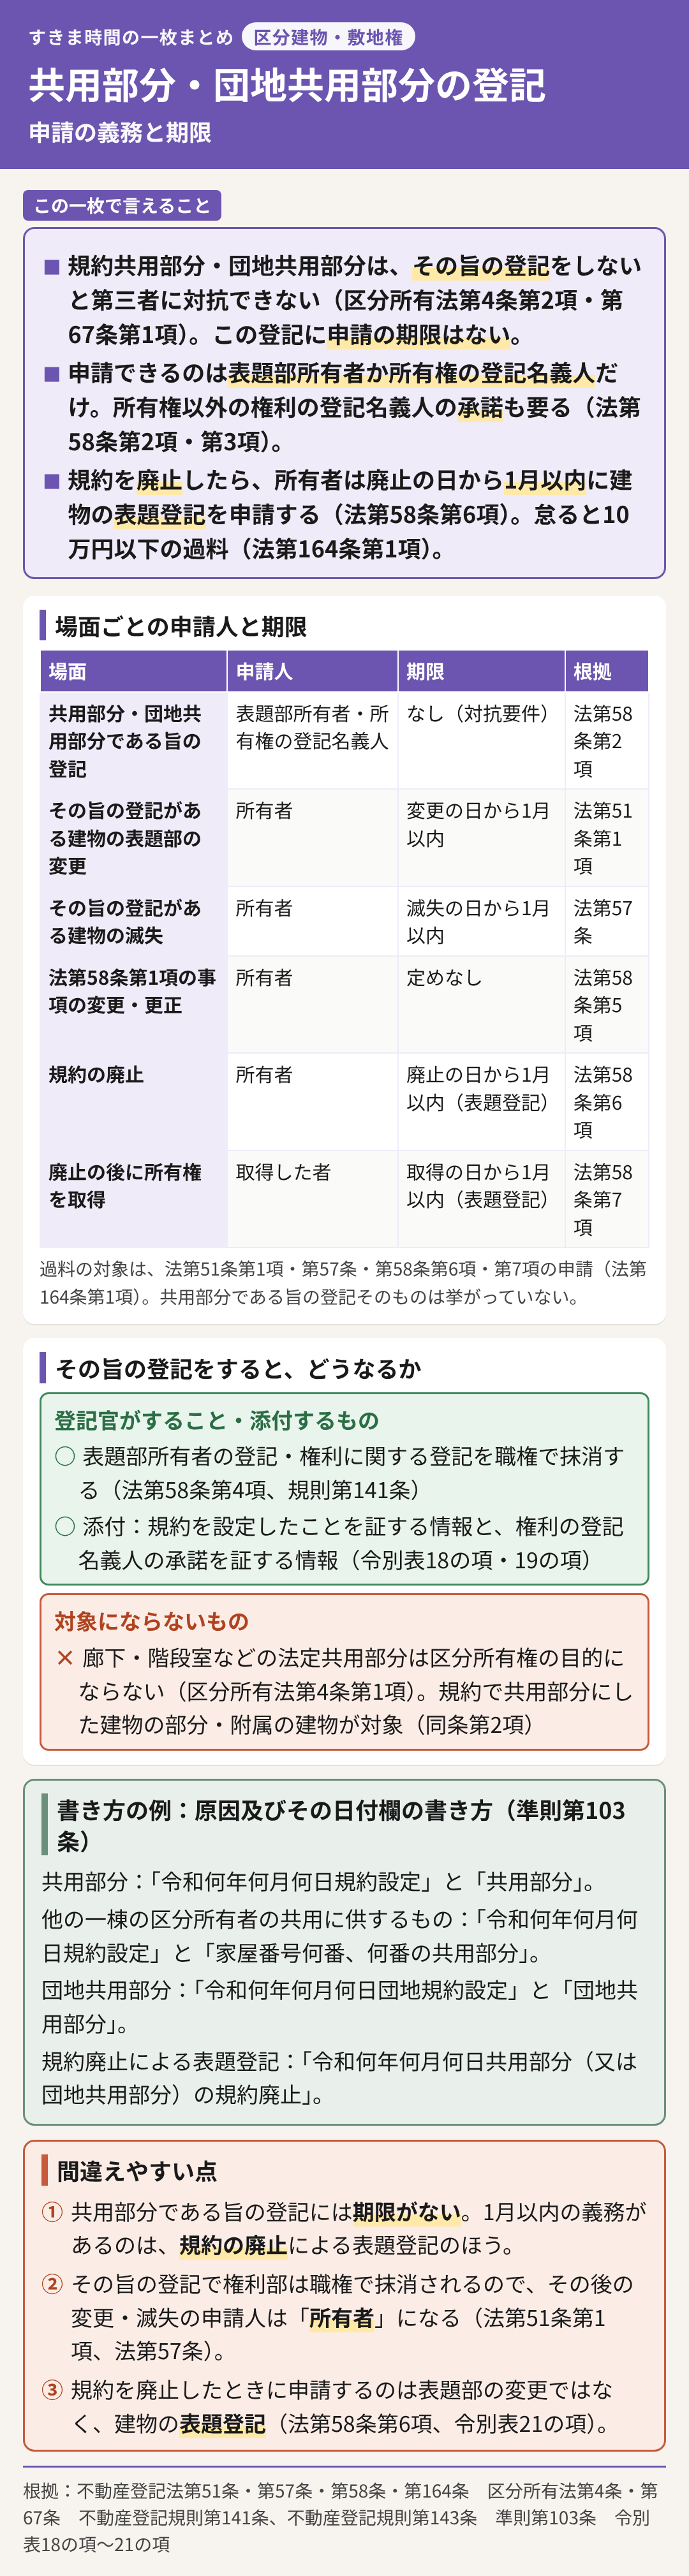 すきま時間の一枚まとめ 区分建物・敷地権
共用部分・団地共用部分の登記
申請の義務と期限
この一枚で言えること
■ 規約共用部分・団地共用部分は、その旨の登記をしない
と第三者に対抗できない（区分所有法第4条第2項・第
67条第1項）。この登記に申請の期限はない。
■ 申請できるのは表題部所有者か所有権の登記名義人だ
け。所有権以外の権利の登記名義人の承諾も要る（法第
58条第2項・第3項）。
■ 規約を廃止したら、所有者は廃止の日から1月以内に建
物の表題登記を申請する（法第58条第6項）。怠ると10
万円以下の過料（法第164条第1項）。
場面ごとの申請人と期限
場面 申請人 期限 根拠
共用部分・団地共 表題部所有者・所 なし（対抗要件） 法第58
用部分である旨の 有権の登記名義人 条第2
登記 項
その旨の登記があ 所有者 変更の日から1月 法第51
る建物の表題部の 以内 条第1
変更 項
その旨の登記があ 所有者 滅失の日から1月 法第57
る建物の滅失 以内 条
法第58条第1項の事 所有者 定めなし 法第58
項の変更・更正 条第5
項
規約の廃止 所有者 廃止の日から1月 法第58
以内（表題登記） 条第6
項
廃止の後に所有権 取得した者 取得の日から1月 法第58
を取得 以内（表題登記） 条第7
項
過料の対象は、法第51条第1項・第57条・第58条第6項・第7項の申請（法第
164条第1項）。共用部分である旨の登記そのものは挙がっていない。
その旨の登記をすると、どうなるか
登記官がすること・添付するもの
○ 表題部所有者の登記・権利に関する登記を職権で抹消す
る（法第58条第4項、規則第141条）
○ 添付：規約を設定したことを証する情報と、権利の登記
名義人の承諾を証する情報（令別表18の項・19の項）
対象にならないもの
× 廊下・階段室などの法定共用部分は区分所有権の目的に
ならない（区分所有法第4条第1項）。規約で共用部分にし
た建物の部分・附属の建物が対象（同条第2項）
書き方の例：原因及びその日付欄の書き方（準則第103
条）
共用部分：「令和何年何月何日規約設定」と「共用部分」。
他の一棟の区分所有者の共用に供するもの：「令和何年何月何
日規約設定」と「家屋番号何番、何番の共用部分」。
団地共用部分：「令和何年何月何日団地規約設定」と「団地共
用部分」。
規約廃止による表題登記：「令和何年何月何日共用部分（又は
団地共用部分）の規約廃止」。
間違えやすい点
① 共用部分である旨の登記には期限がない。1月以内の義務が
あるのは、規約の廃止による表題登記のほう。
② その旨の登記で権利部は職権で抹消されるので、その後の
変更・滅失の申請人は「所有者」になる（法第51条第1
項、法第57条）。
③ 規約を廃止したときに申請するのは表題部の変更ではな
く、建物の表題登記（法第58条第6項、令別表21の項）。
根拠：不動産登記法第51条・第57条・第58条・第164条　区分所有法第4条・第
67条　不動産登記規則第141条、不動産登記規則第143条　準則第103条　令別
表18の項～21の項